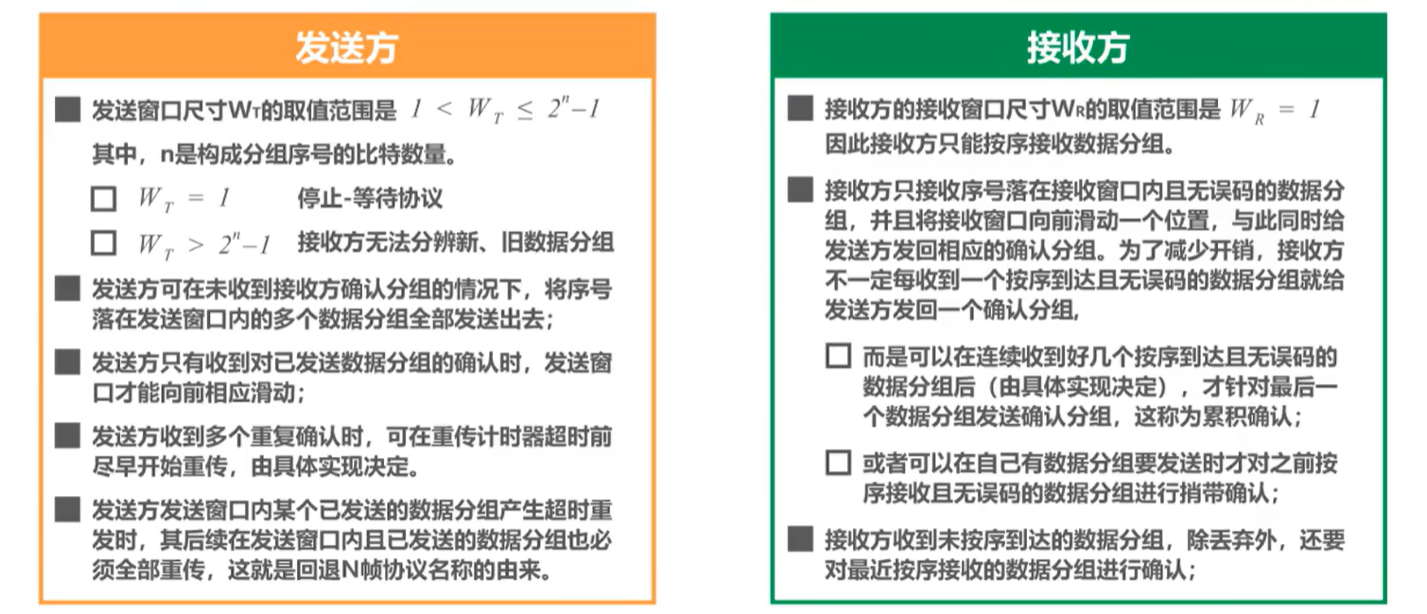 发送方
发送窗口尺寸WT的取值范围是 1 < W_T ≤ 2^n–1
其中，n是构成分组序号的比特数量。
W_T = 1 停止-等待协议
W_T > 2^n–1 接收方无法分辨新、旧数据分组
发送方可在未收到接收方确认分组的情况下，将序号
落在发送窗口内的多个数据分组全部发送出去；
发送方只有收到对已发送数据分组的确认时，发送窗
口才能向前相应滑动；
发送方收到多个重复确认时，可在重传计时器超时前
尽早开始重传，由具体实现决定。
发送方发送窗口内某个已发送的数据分组产生超时重
发时，其后续在发送窗口内且已发送的数据分组也必
须全部重传，这就是回退N帧协议名称的由来。
接收方
接收方的接收窗口尺寸WR的取值范围是 W_R = 1
因此接收方只能按序接收数据分组。
接收方只接收序号落在接收窗口内且无误码的数据分
组，并且将接收窗口向前滑动一个位置，与此同时给
发送方发回相应的确认分组。为了减少开销，接收方
不一定每收到一个按序到达且无误码的数据分组就给
发送方发回一个确认分组,
而是可以在连续收到好几个按序到达且无误码的
数据分组后（由具体实现决定），才针对最后一
个数据分组发送确认分组，这称为累积确认；
或者可以在自己有数据分组要发送时才对之前按
序接收且无误码的数据分组进行捎带确认；
接收方收到未按序到达的数据分组，除丢弃外，还要
对最近按序接收的数据分组进行确认；